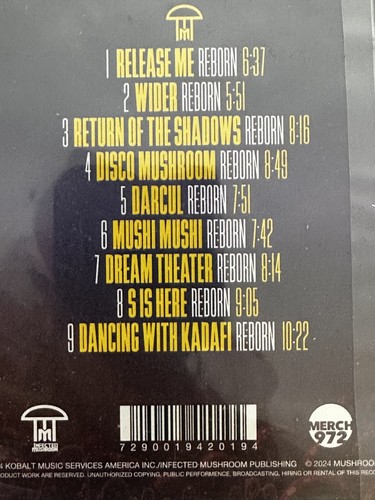 1 RELEASE ME REBORN 6:37
2 WIDER REBORN 5:51
3 RETURN OF THE SHADOWS REBORN 8:16
4 DISCO MUSHROOM REBORN 8:49
5 DARCUL REBORN 7:51
6 MUSHI MUSHI REBORN 7:42
7 DREAM THEATER REBORN 8:14
8 S IS HERE REBORN 9:05
9 DANCING WITH KADAFI REBORN 10:22
INFECTED
MUSHROOM
7290019420194
MERCH
972
4 KOBALT MUSIC SERVICES AMERICA INC./INFECTED MUSHROOM PUBLISHING © 2024 MUSHROOM
ODUCT WORK ARE RESERVED. UNAUTHORIZED COPYING, PUBLIC PERFORMANCE, BROADCASTING, HIRING OR RENTAL OF THIS RECO